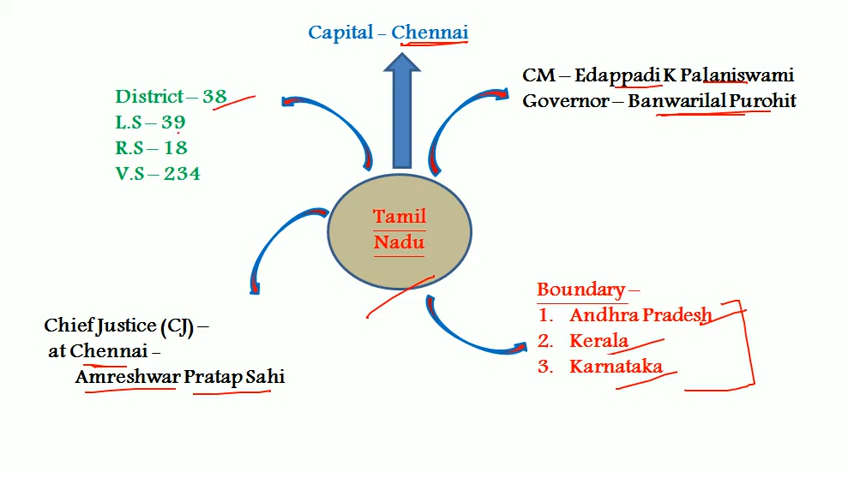 Capital – Chennai
District – 38
L.S – 39
R.S – 18
V.S – 234
CM – Edappadi K Palaniswami
Governor – Banwarilal Purohit
Tamil
Nadu
Chief Justice (CJ) –
at Chennai –
Amreshwar Pratap Sahi
Boundary –
1. Andhra Pradesh
2. Kerala
3. Karnataka